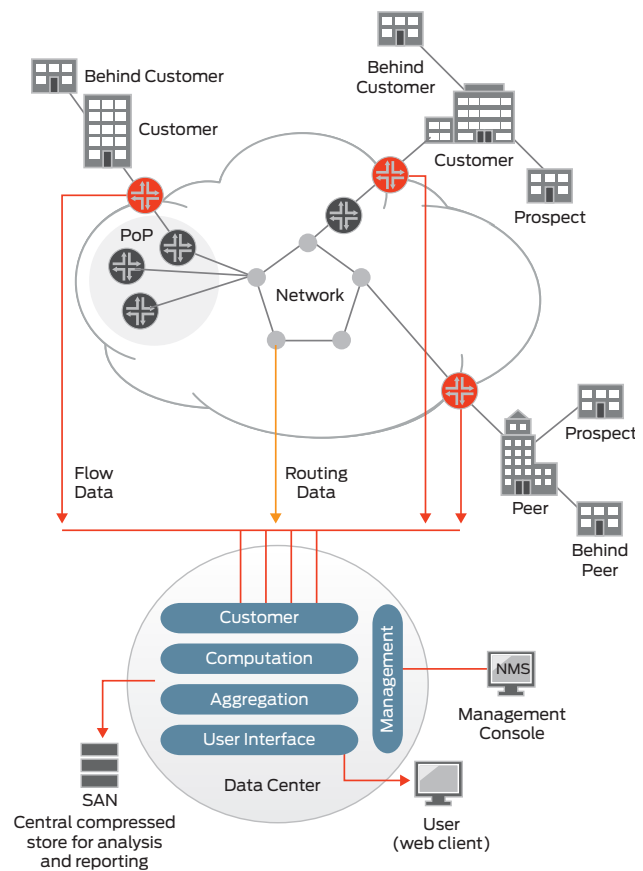 Behind Customer
Customer
Behind
Customer
Customer
Prospect
PoP
Network
Prospect
Peer
Behind
Peer
Flow
Data
Routing
Data
Customer
Computation
Aggregation
User Interface
Management
Data Center
NMS
Management
Console
SAN
Central compressed
store for analysis
and reporting
User
(web client)